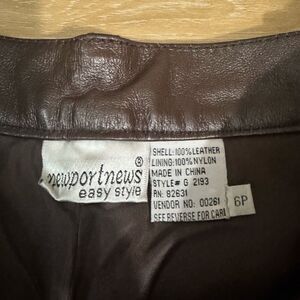 newportnews®
easy style
SHELL:100%LEATHER
LINING:100%NYLON
MADE IN CHINA
STYLE# G 2193
RN: 82631
VENDOR NO: 00261
SEE REVERSE FOR CARE
6P